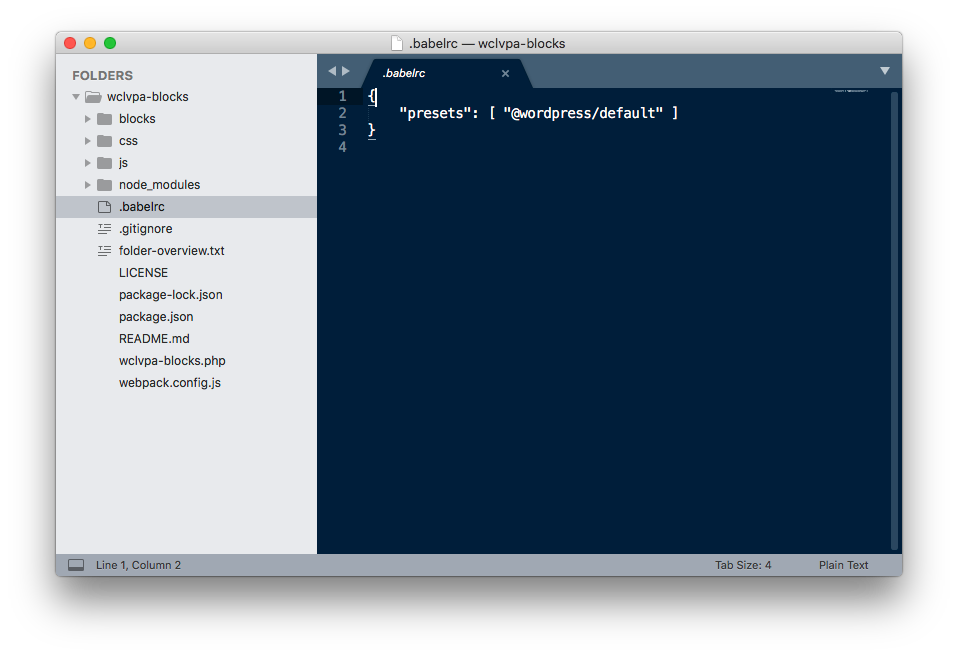 .babelrc — wclvpa-blocks
FOLDERS
wclvpa-blocks
blocks
css
js
node_modules
.babelrc
.gitignore
folder-overview.txt
LICENSE
package-lock.json
package.json
README.md
wclvpa-blocks.php
webpack.config.js
.babelrc ×
1 {
2 "presets": [ "@wordpress/default" ]
3 }
4
Line 1, Column 2
Tab Size: 4
Plain Text